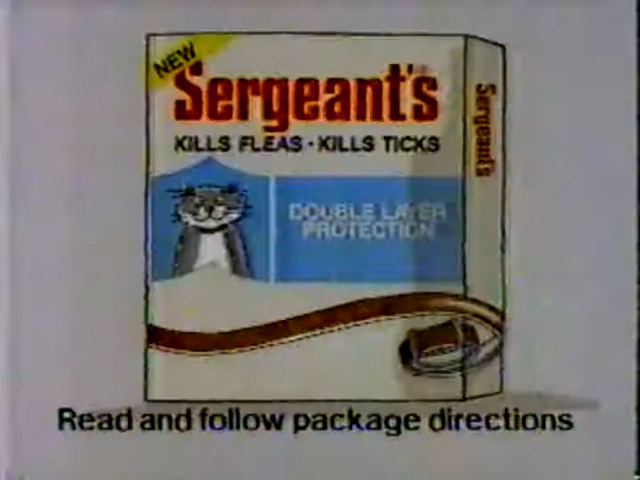 NEW
Sergeant's
Sergeant's
KILLS FLEAS · KILLS TICKS
DOUBLE LAYER
PROTECTION
Read and follow package directions